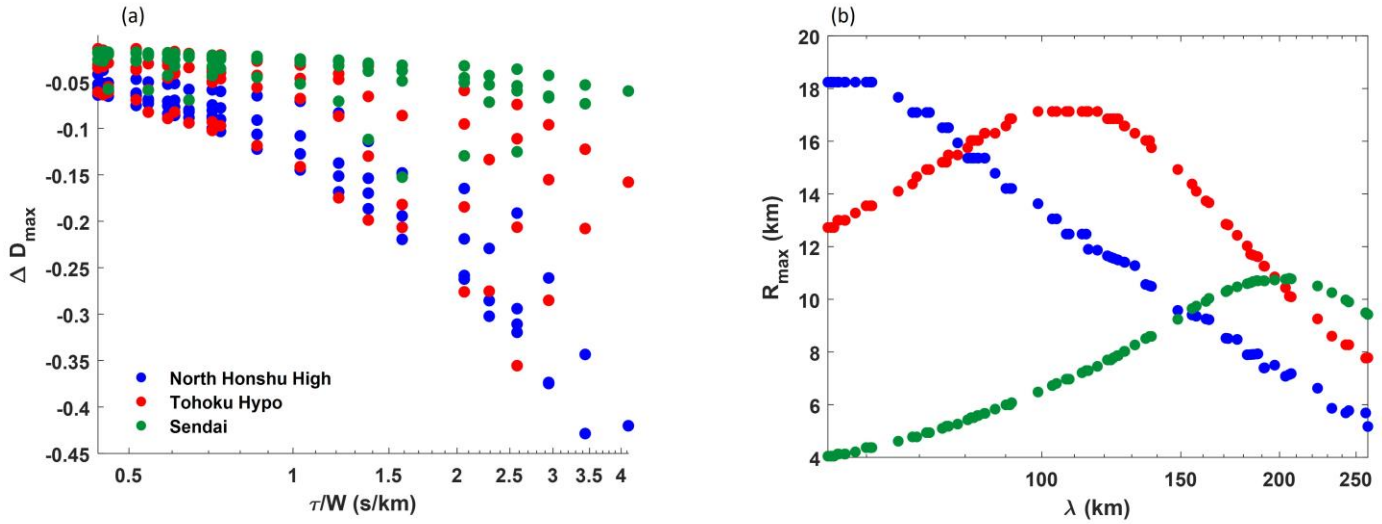 (a)
-0.05
-0.1
-0.15
-0.2
-0.25
-0.3
-0.35
-0.4
-0.45
Δ D_max
0.5 1 1.5 2 2.5 3 3.5 4
τ/W (s/km)
North Honshu High
Tohoku Hypo
Sendai
(b)
20
18
16
14
12
10
8
6
4
R_max (km)
100 150 200 250
λ (km)